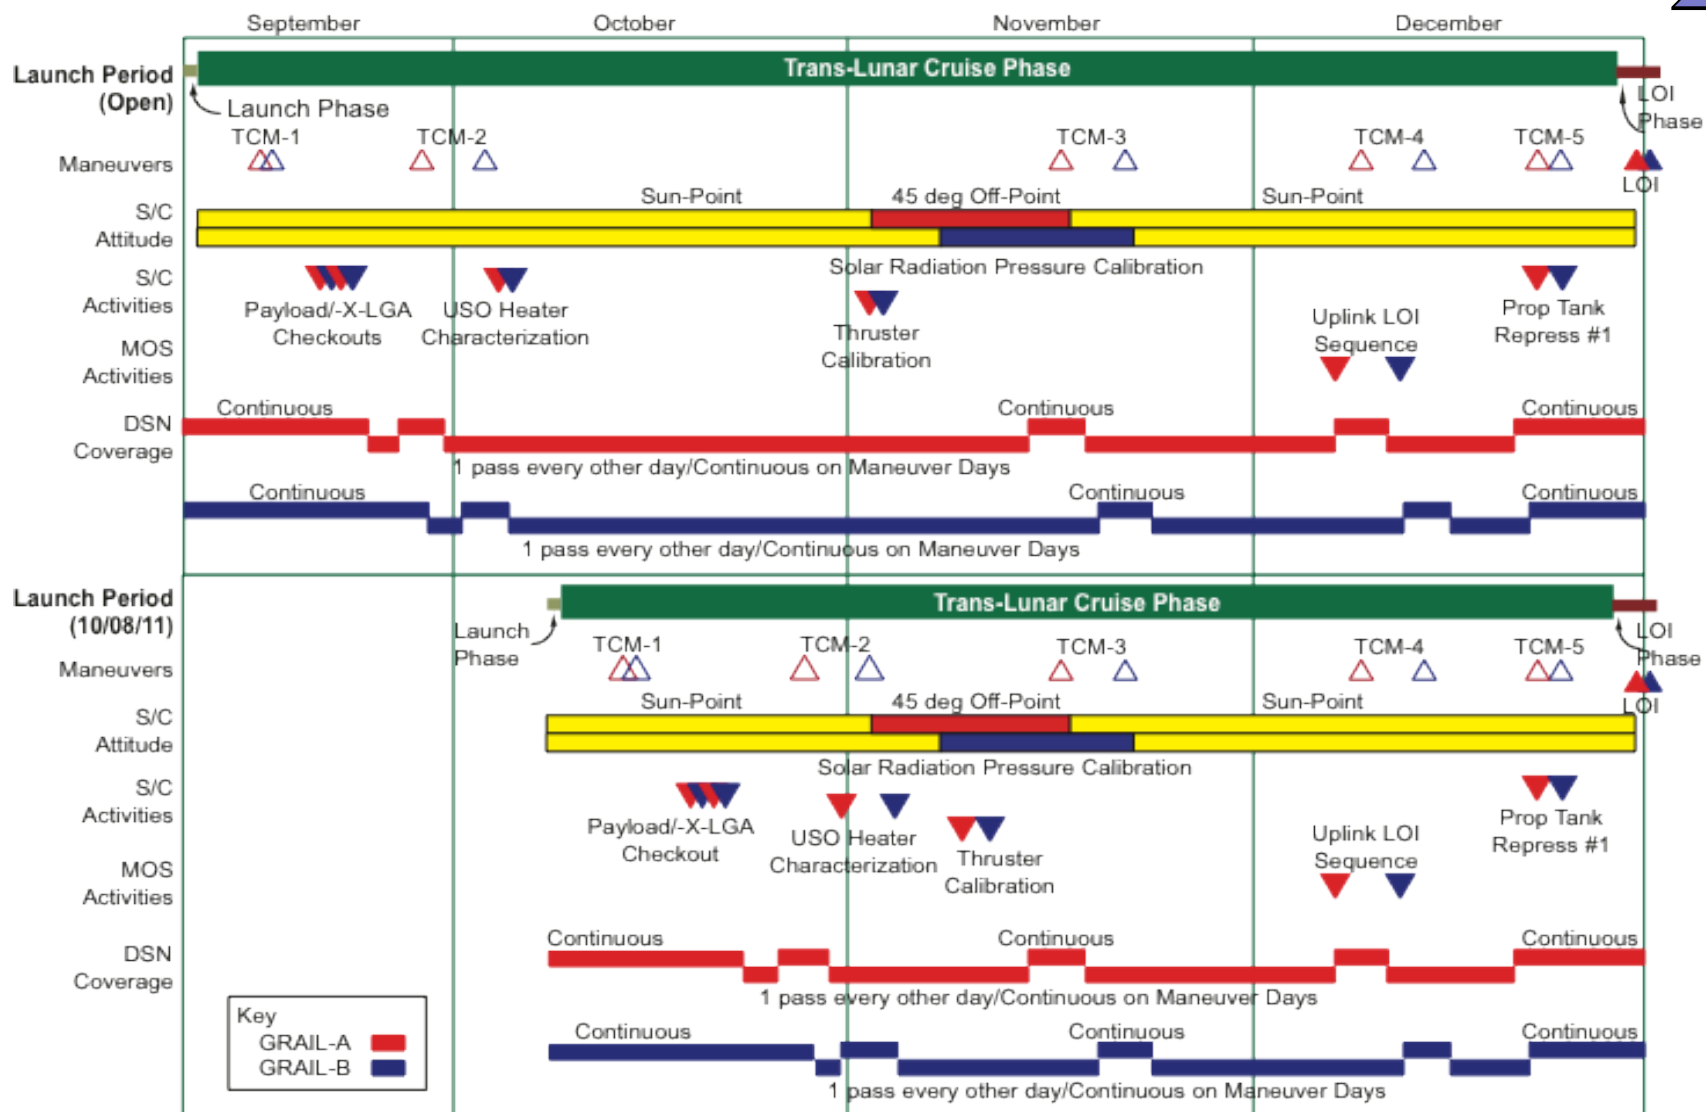 September October November December
Launch Period
(Open)
Trans-Lunar Cruise Phase
Launch Phase
LOI
Phase
Maneuvers
TCM-1 TCM-2 TCM-3 TCM-4 TCM-5
LOI
S/C
Attitude
Sun-Point 45 deg Off-Point Sun-Point
Solar Radiation Pressure Calibration
S/C
Activities
Payload/-X-LGA
Checkouts
USO Heater
Characterization
Thruster
Calibration
Prop Tank
Repress #1
MOS
Activities
Uplink LOI
Sequence
DSN
Coverage
Continuous Continuous Continuous
1 pass every other day/Continuous on Maneuver Days
Continuous Continuous Continuous
1 pass every other day/Continuous on Maneuver Days
Launch Period
(10/08/11)
Trans-Lunar Cruise Phase
Launch
Phase
LOI
Phase
Maneuvers
TCM-1 TCM-2 TCM-3 TCM-4 TCM-5
LOI
S/C
Attitude
Sun-Point 45 deg Off-Point Sun-Point
Solar Radiation Pressure Calibration
S/C
Activities
Payload/-X-LGA
Checkout
USO Heater
Characterization
Thruster
Calibration
Prop Tank
Repress #1
MOS
Activities
Uplink LOI
Sequence
DSN
Coverage
Continuous Continuous Continuous
1 pass every other day/Continuous on Maneuver Days
Continuous Continuous Continuous
1 pass every other day/Continuous on Maneuver Days
Key
GRAIL-A
GRAIL-B